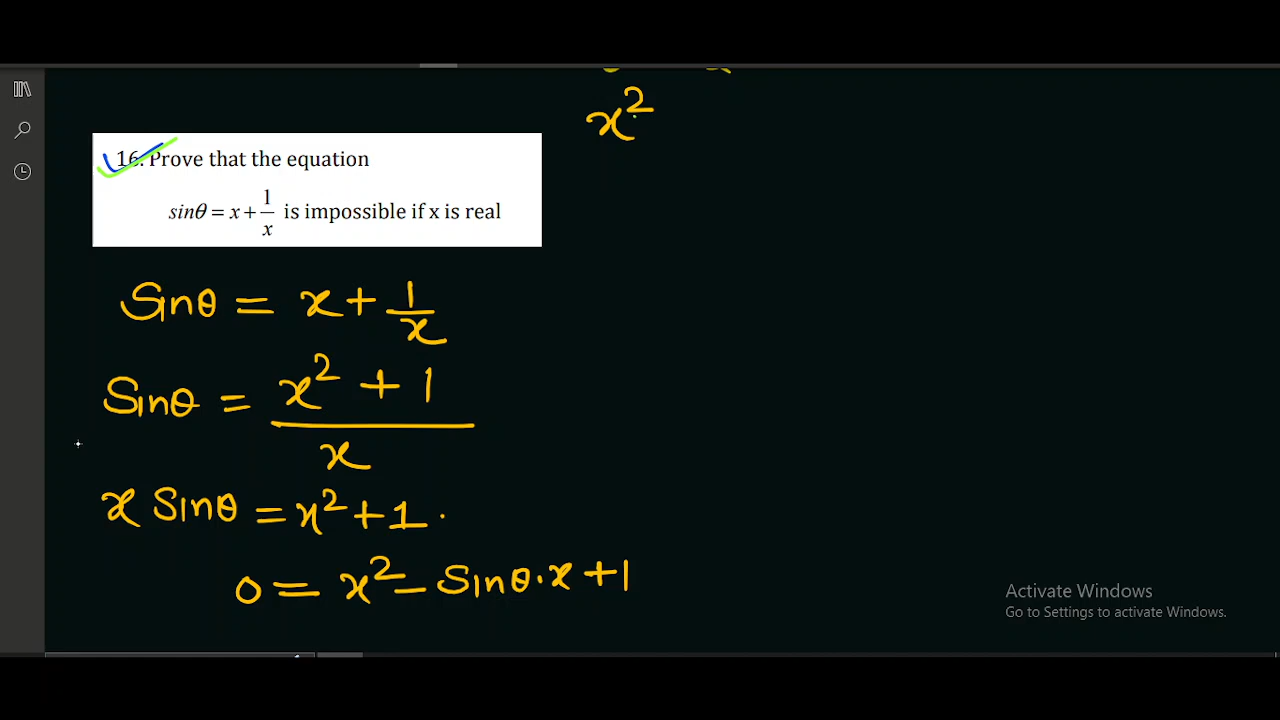 x²
16. Prove that the equation
sinθ = x + 1/x is impossible if x is real
Sinθ = x + 1/x
Sinθ = (x² + 1)/x
x Sinθ = x² + 1.
0 = x² - Sinθ·x + 1
Activate Windows
Go to Settings to activate Windows.